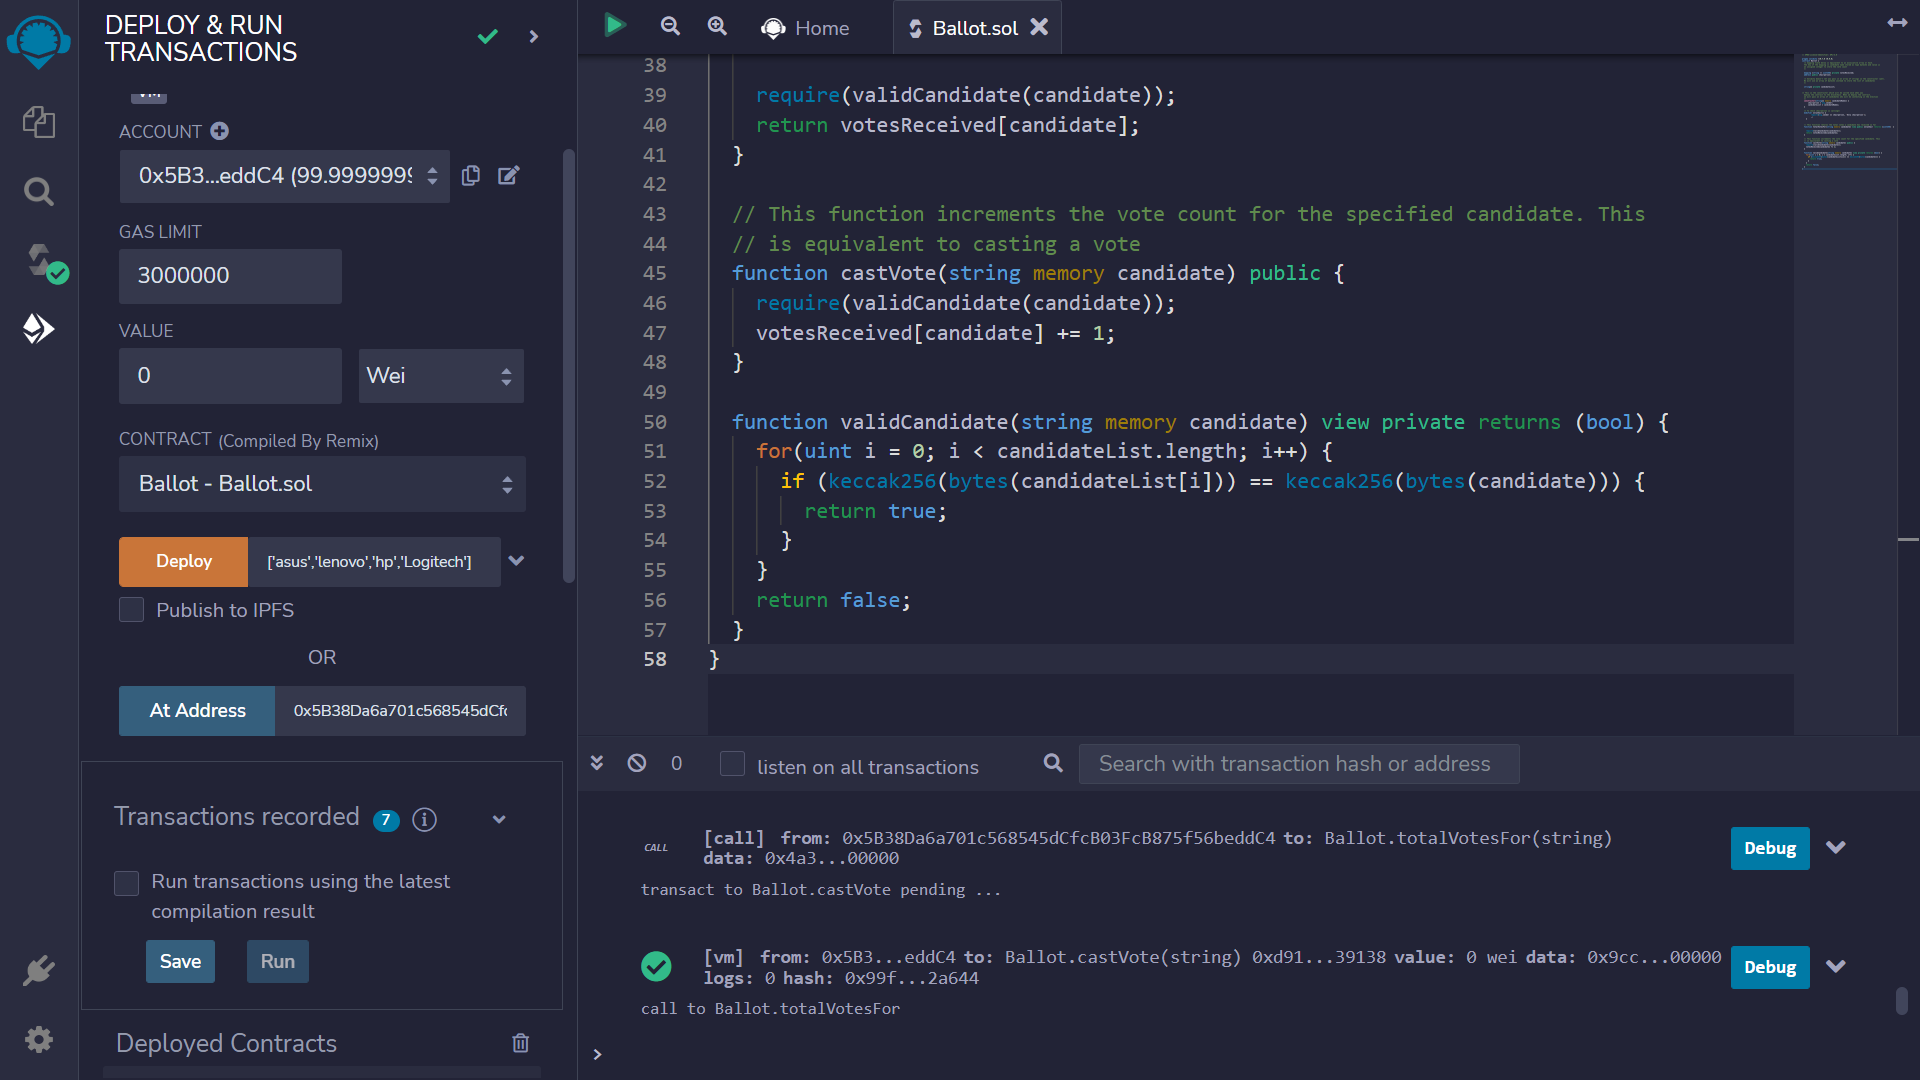 DEPLOY & RUN
TRANSACTIONS
VM
ACCOUNT
0x5B3...eddC4 (99.9999999
GAS LIMIT
3000000
VALUE
0
Wei
CONTRACT (Compiled By Remix)
Ballot - Ballot.sol
Deploy ['asus','lenovo','hp','Logitech']
Publish to IPFS
OR
At Address 0x5B38Da6a701c568545dCfc
Transactions recorded 7 i
Run transactions using the latest
compilation result
Save Run
Deployed Contracts
Home Ballot.sol
38
39 require(validCandidate(candidate));
40 return votesReceived[candidate];
41 }
42
43 // This function increments the vote count for the specified candidate. This
44 // is equivalent to casting a vote
45 function castVote(string memory candidate) public {
46 require(validCandidate(candidate));
47 votesReceived[candidate] += 1;
48 }
49
50 function validCandidate(string memory candidate) view private returns (bool) {
51 for(uint i = 0; i < candidateList.length; i++) {
52 if (keccak256(bytes(candidateList[i])) == keccak256(bytes(candidate))) {
53 return true;
54 }
55 }
56 return false;
57 }
58 }
0 listen on all transactions Search with transaction hash or address
CALL [call] from: 0x5B38Da6a701c568545dCfcB03FcB875f56beddC4 to: Ballot.totalVotesFor(string)
data: 0x4a3...00000
Debug
transact to Ballot.castVote pending ...
[vm] from: 0x5B3...eddC4 to: Ballot.castVote(string) 0xd91...39138 value: 0 wei data: 0x9cc...00000
logs: 0 hash: 0x99f...2a644
Debug
call to Ballot.totalVotesFor
>